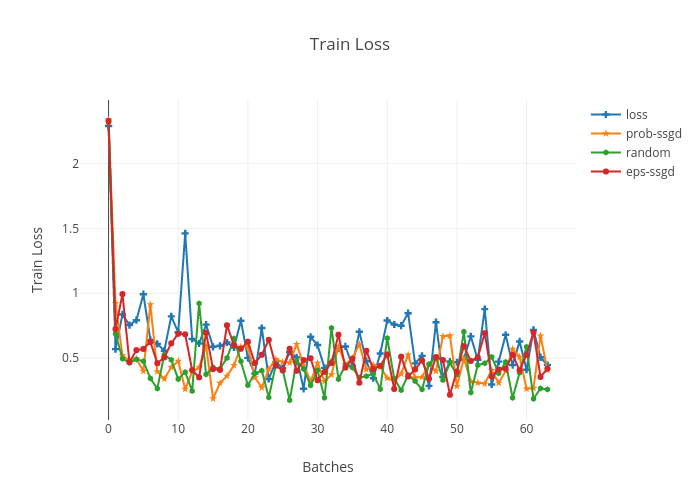 Train Loss
loss
prob-ssgd
random
eps-ssgd
2
1.5
1
0.5
Train Loss
0 10 20 30 40 50 60
Batches